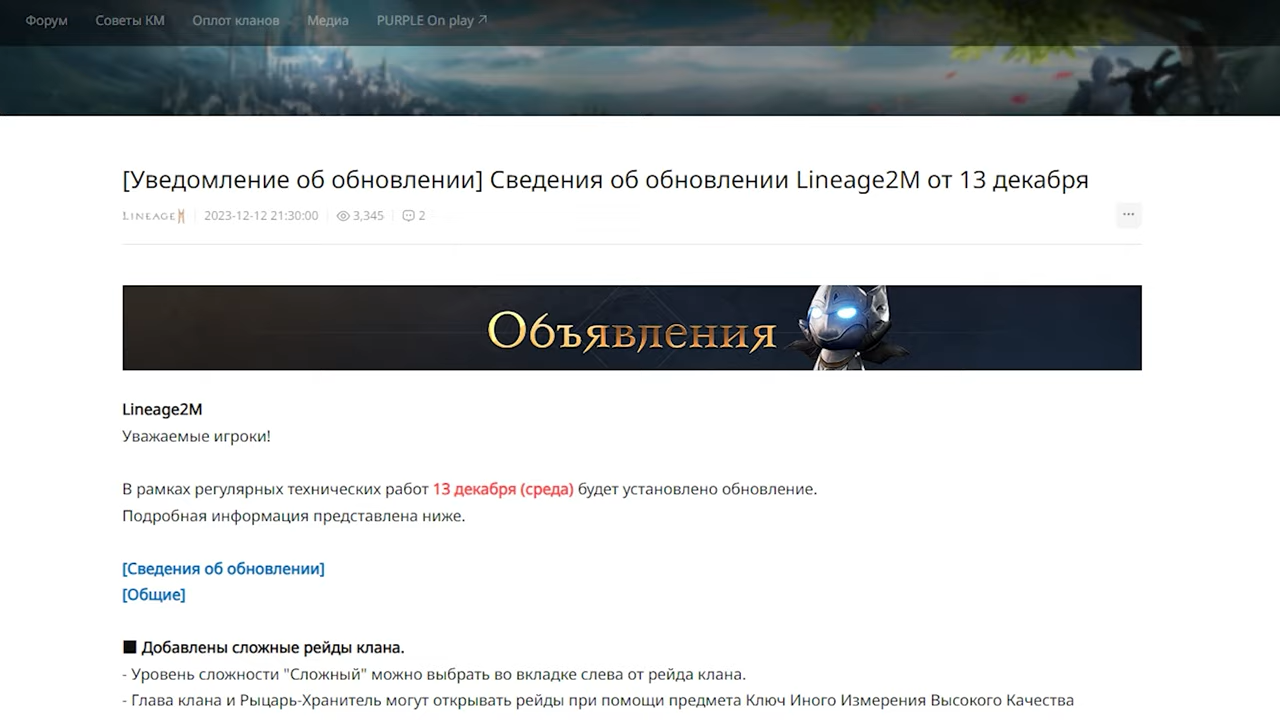 Форум Советы КМ Оплот кланов Медиа PURPLE On play
[Уведомление об обновлении] Сведения об обновлении Lineage2M от 13 декабря
LINEAGE M 2023-12-12 21:30:00 3,345 2
Объявления
Lineage2M
Уважаемые игроки!
В рамках регулярных технических работ 13 декабря (среда) будет установлено обновление.
Подробная информация представлена ниже.
[Сведения об обновлении]
[Общие]
■ Добавлены сложные рейды клана.
- Уровень сложности "Сложный" можно выбрать во вкладке слева от рейда клана.
- Глава клана и Рыцарь-Хранитель могут открывать рейды при помощи предмета Ключ Иного Измерения Высокого Качества